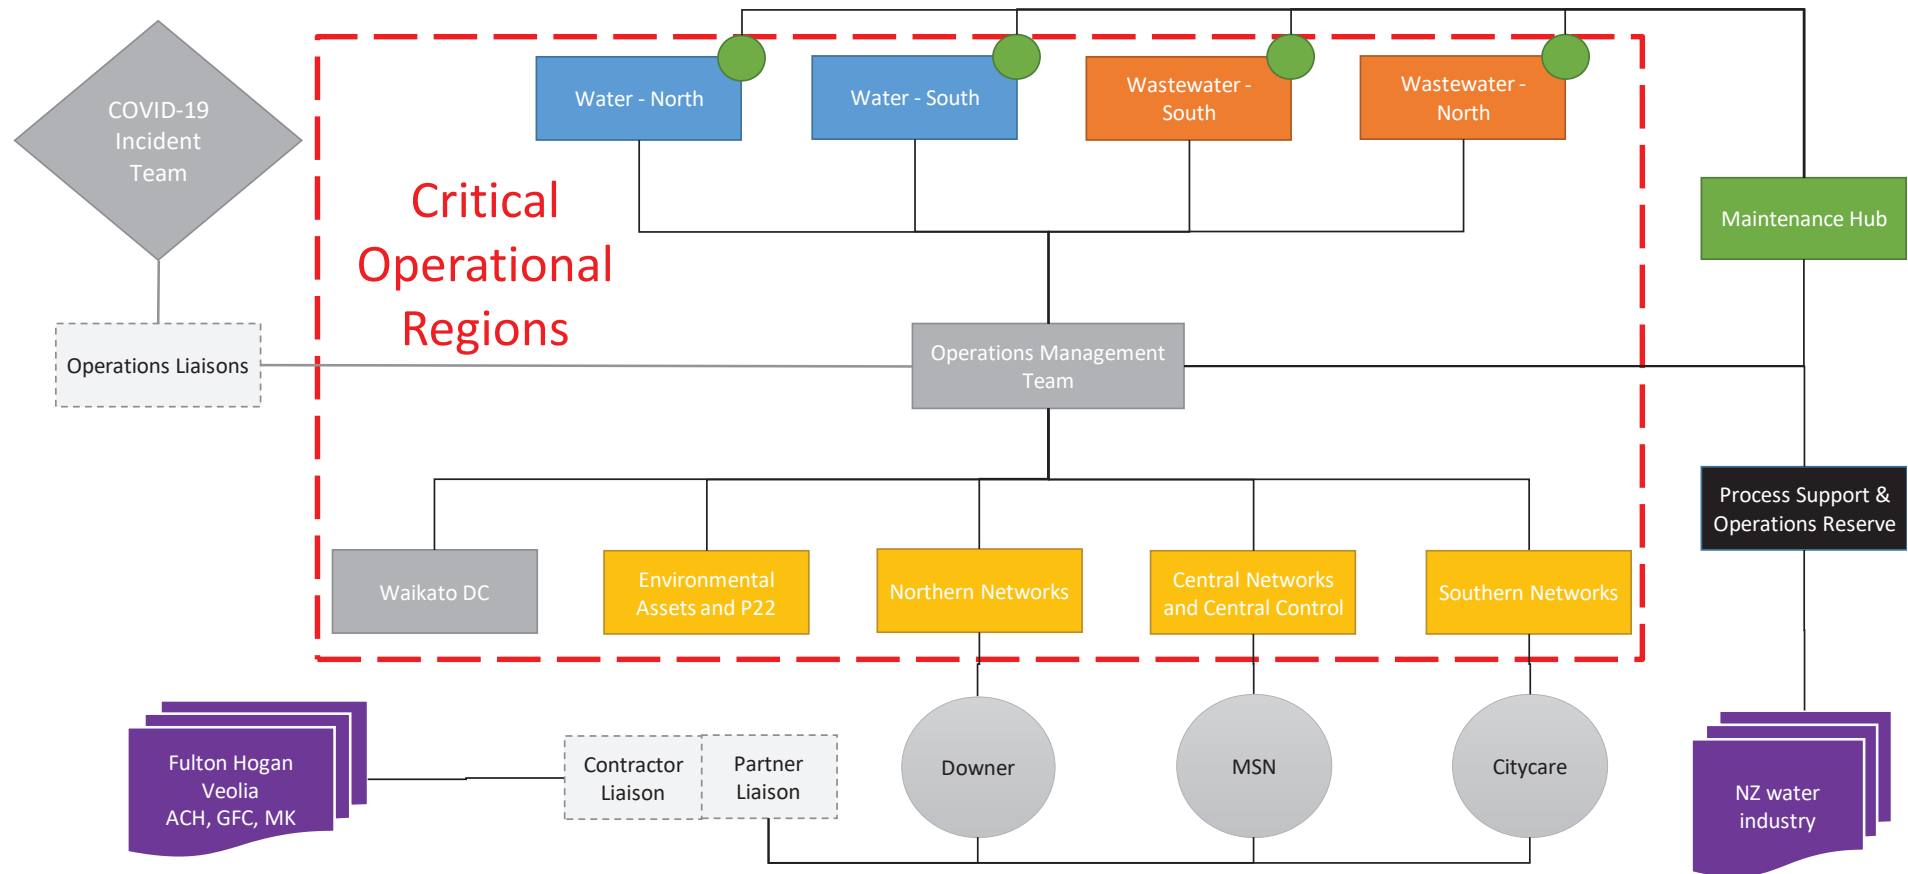 COVID-19
Incident
Team
Water - North
Water - South
Wastewater -
South
Wastewater -
North
Critical
Operational
Regions
Maintenance Hub
Operations Liaisons
Operations Management
Team
Process Support &
Operations Reserve
Waikato DC
Environmental
Assets and P22
Northern Networks
Central Networks
and Central Control
Southern Networks
Fulton Hogan
Veolia
ACH, GFC, MK
Contractor
Liaison
Partner
Liaison
Downer
MSN
Citycare
NZ water
industry